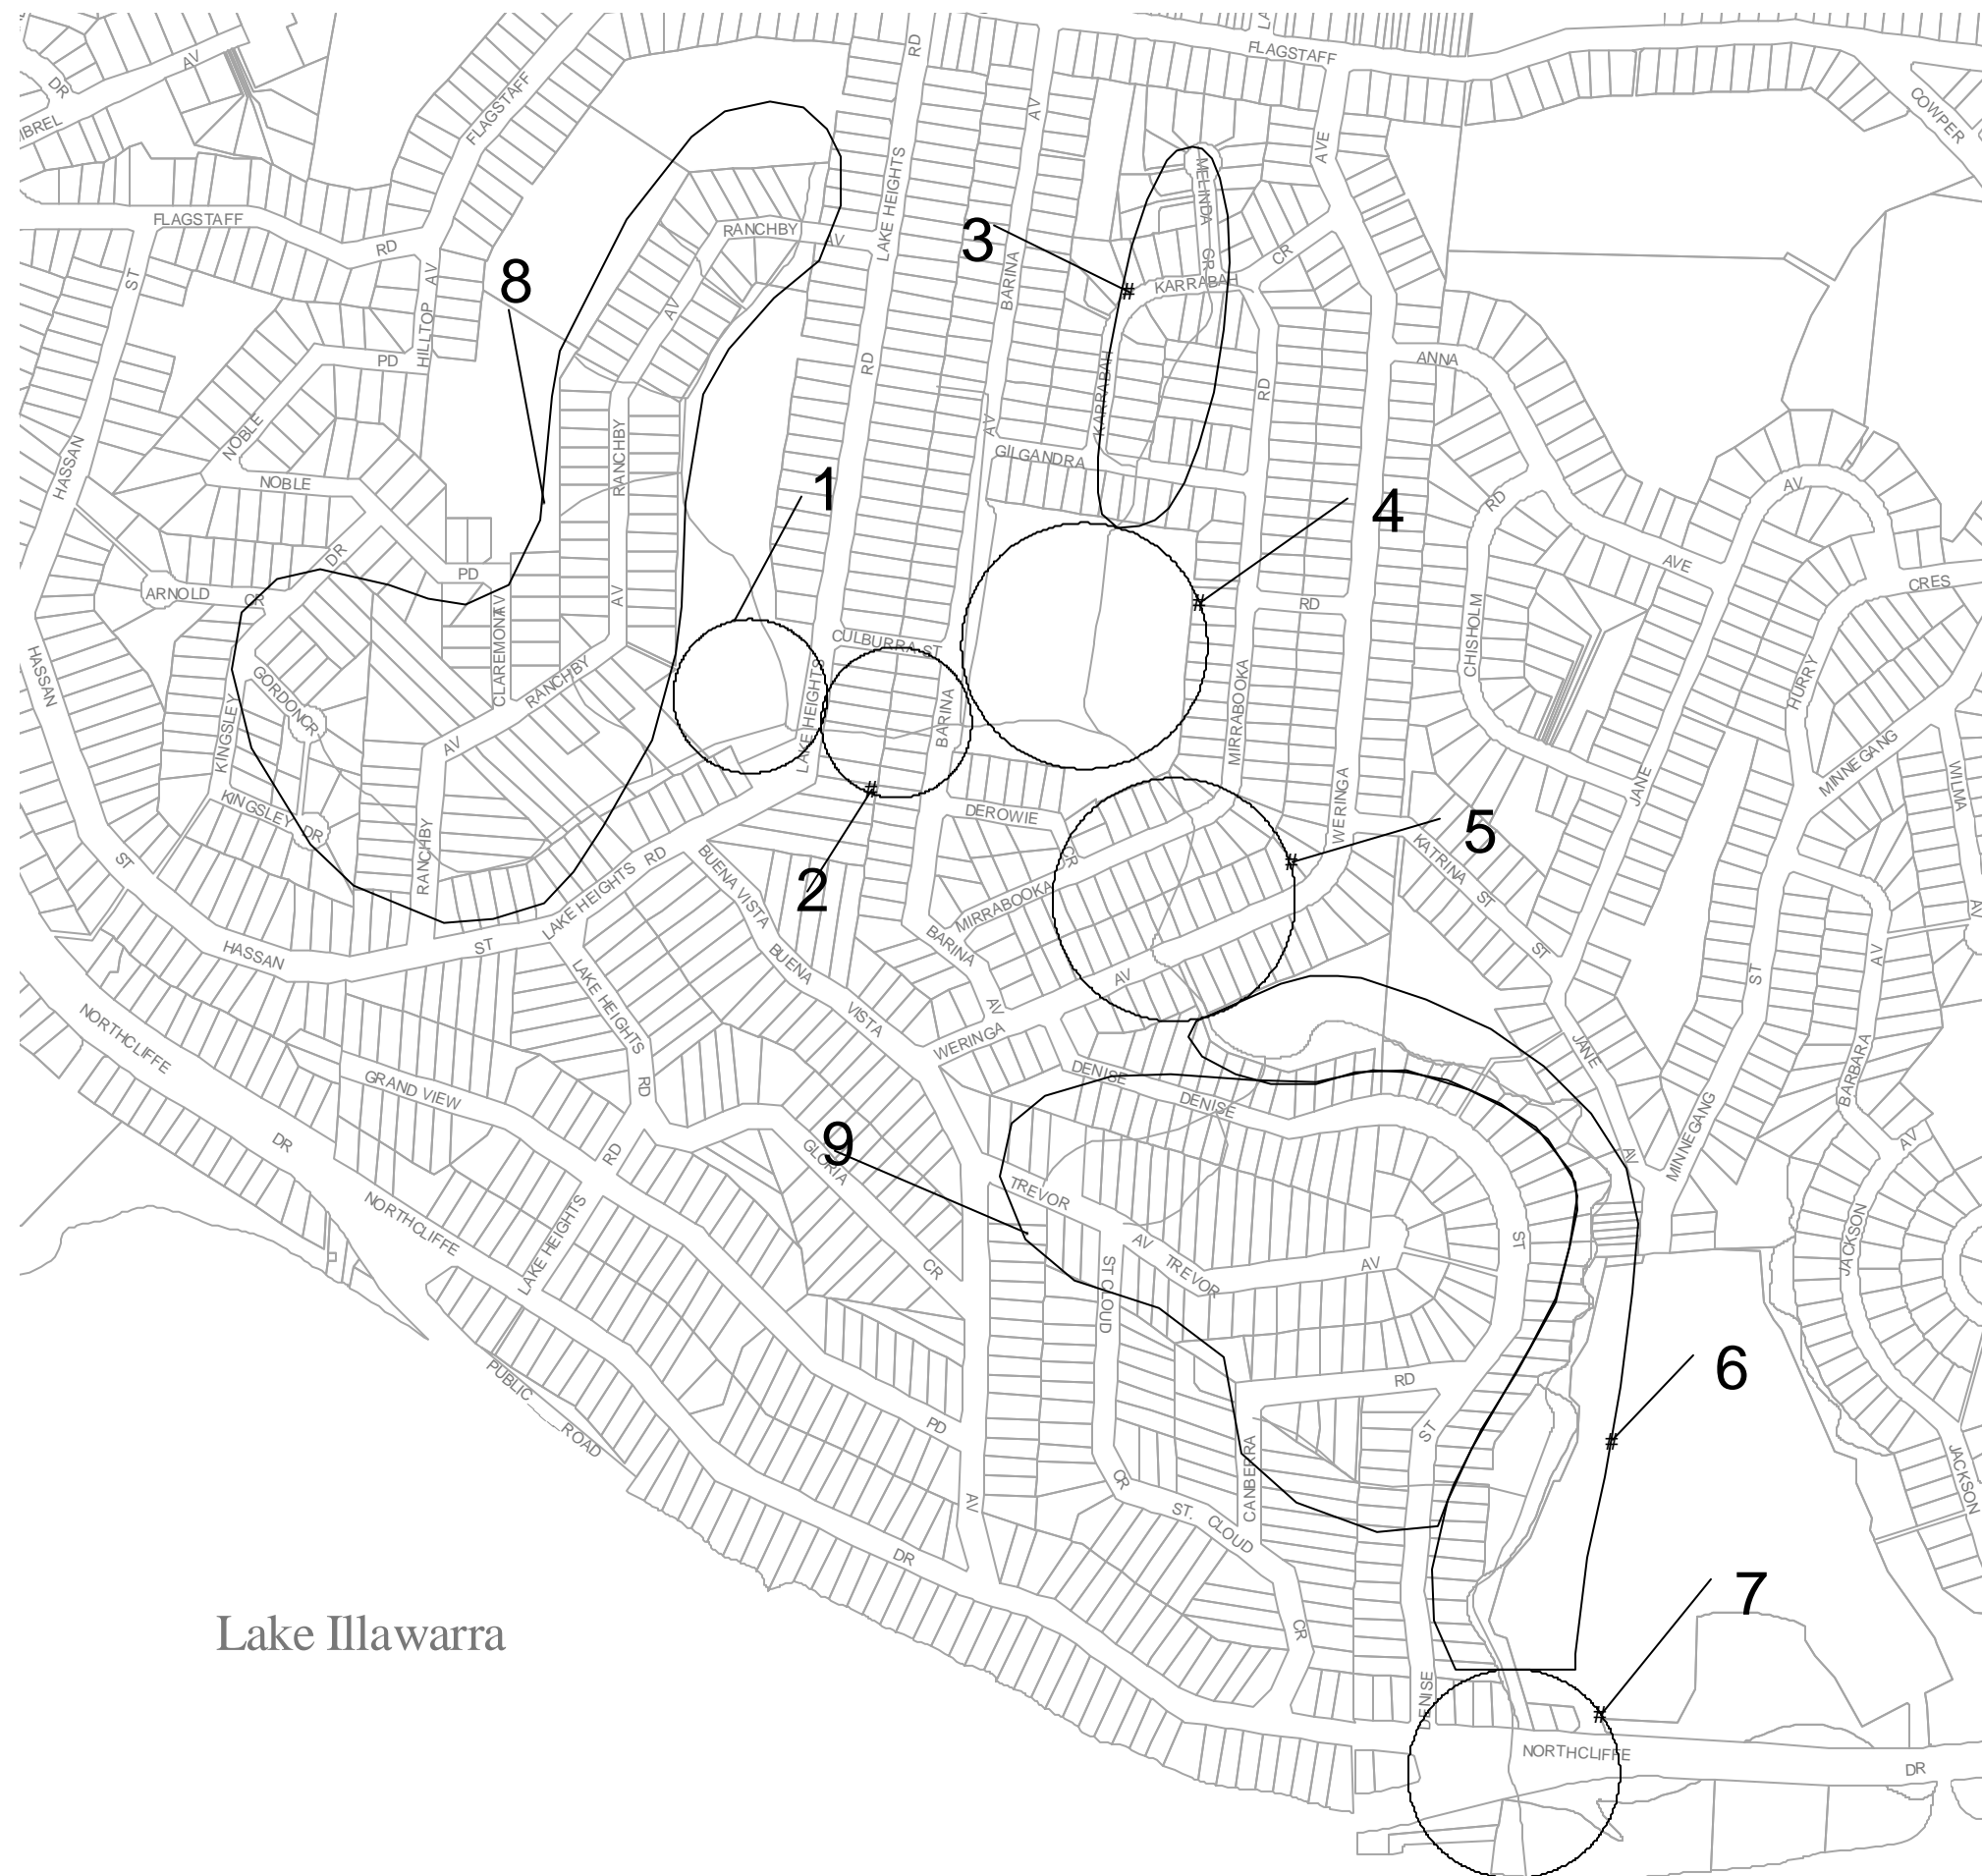 RD
LA
FLAGSTAFF
AV
DR
IBREL
FLAGSTAFF
COWPER
AV
AVE
LAKE HEIGHTS
MELINDA
CR
FLAGSTAFF
RD
RANCHBY
AV
3
CR
BARINA
KARRABAH
ST
AV
8
AV
HILLTOP
PD
RD
ANNA
KARRABAH
RD
NOBLE
AV
GILGANDRA
HASSAN
NOBLE
RANCHBY
1
4
RD
AV
DR
PD
AVE
ARNOLD
CR
AV
CLAREMONT
AV
RD
CRES
CULBURRA ST
CHISHOLM
HASSAN
GORDON
CR
RANCHBY
LAKE HEIGHTS
BARINA
MIRRABOOKA
HURRY
KINGSLEY
AV
MINNEGANG
WILMA
JANE
KINGSLEY
DR
DEROWIE
CR
WERINGA
5
RANCHBY
ST
LAKE HEIGHTS
RD
BUENA VISTA
2
MIRRABOOKA
KATRINA
ST
ST
AV
HASSAN
ST
BARINA
BUENA
AV
ST
AV
LAKE HEIGHTS
VISTA
AV
WERINGA
NORTHCLIFFE
JANE
RD
GRAND VIEW
DENISE
DENISE
BARBARA
MINNEGANG
DR
RD
9
GLORIA
AV
AV
NORTHCLIFFE
LAKE HEIGHTS
TREVOR
AV
TREVOR
AV
ST
JACKSON
CR
ST CLOUD
PUBLIC
ROAD
RD
6
PD
ST
CANBERRA
CR
AV
ST.
CLOUD
JACKSON
DR
7
Lake Illawarra
CR
ENISE
NORTHCLIFFE
DR